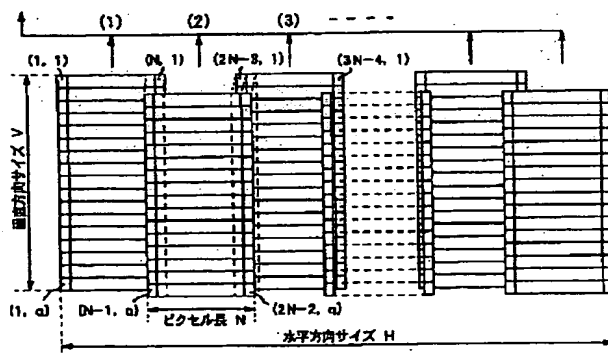 (1) (2) (3)
(1, 1) (N, 1) (2N-3, 1) (3N-4, 1)
垂直方向サイズ V
(1, a) (N-1, a) (2N-2, a)
ピクセル長 N
水平方向サイズ H